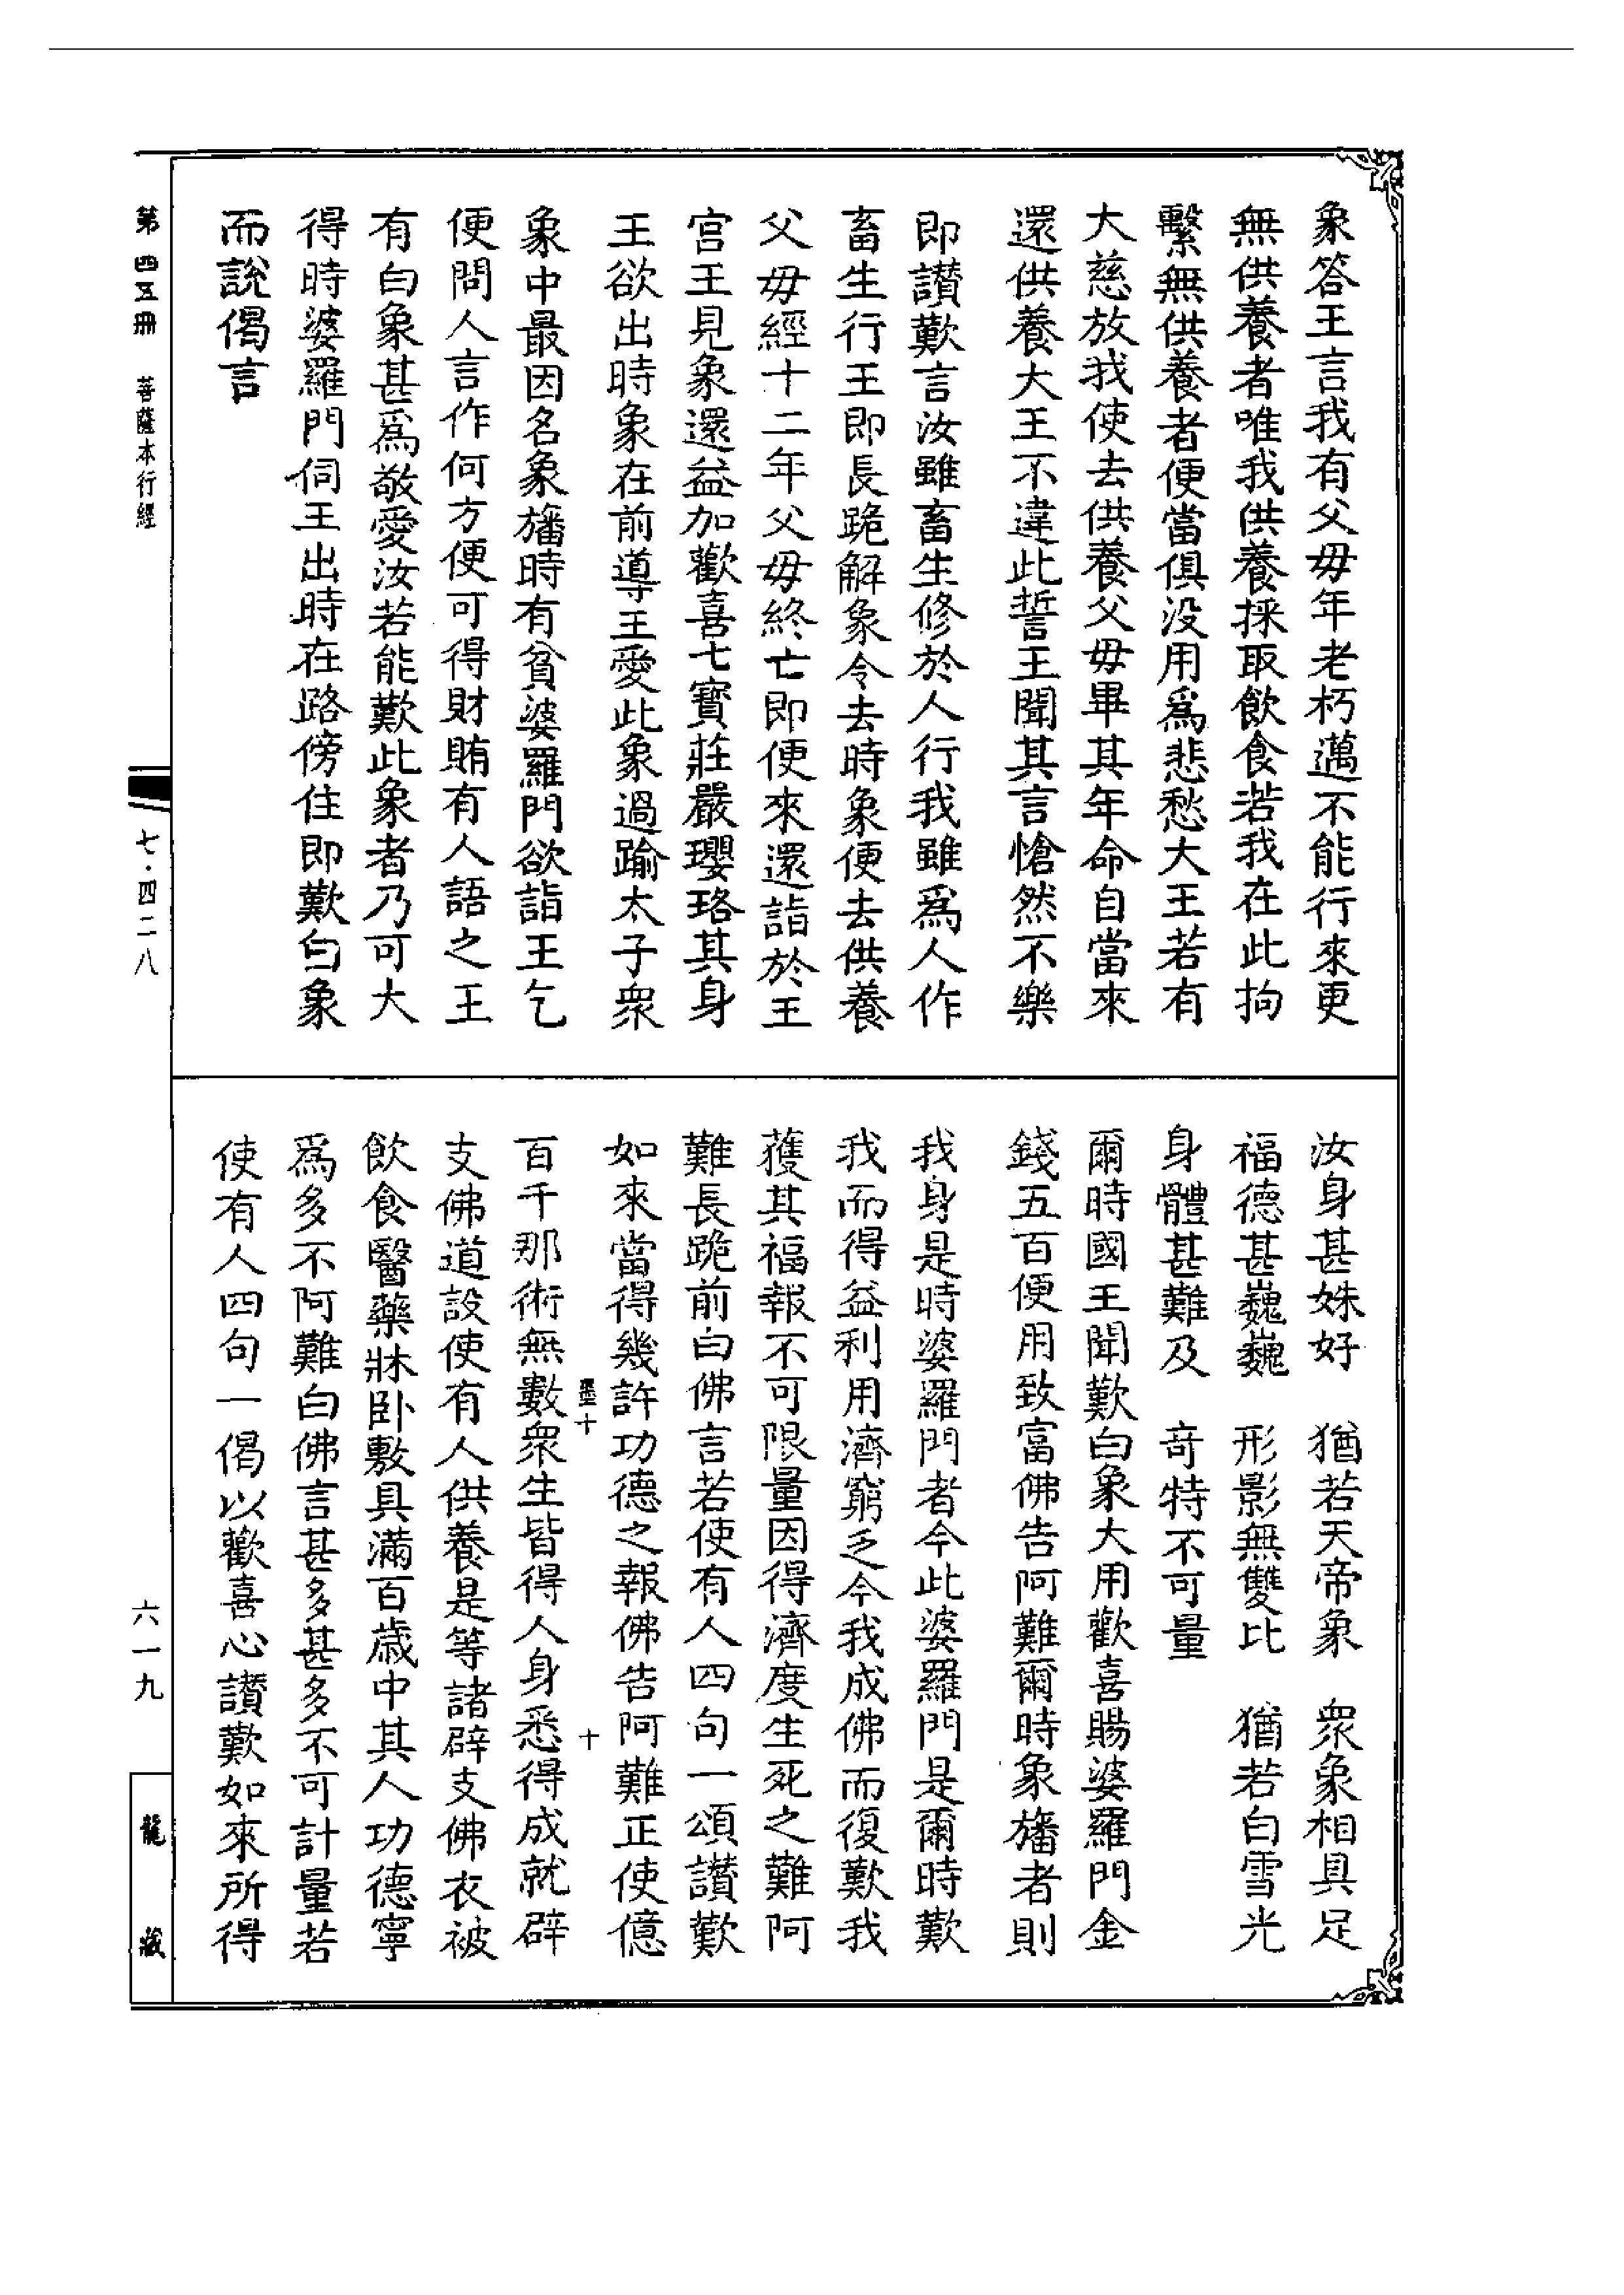 象答王言我有父毋年老朽邁不能行來更
無供養者唯我供養採取飲食若我在此拘
繫無供養者便當俱没用爲悲愁大王若有
大慈放我使去供養父毋畢其年命自當來
還供養大王不違此誓王聞其言愴然不樂
即讃歎言汝雖畜生修於人行我雖爲人作
畜生行王即長跪解象令去時象便去供養
父毋經十二年父毋終亡即便來還詣於王
宫王見象還益加歡喜七寳莊嚴瓔珞其身
王欲出時象在前導王愛此象過踰太子衆
象中最因名象旛時有貧婆羅門欲詣王乞
便問人言作何方便可得財賄有人語之王
有白象甚爲敬愛汝若能歎此象者乃可大
得時婆羅門伺王出時在路傍住即歎白象
而說偈言
汝身甚姝好　猶若天帝象　衆象相具足
福德甚巍巍　形影無雙比　猶若白雪光
身體甚難及　竒特不可量
爾時國王聞歎白象大用歡喜賜婆羅門金
錢五百便用致富佛告阿難爾時象旛者則
我身是時婆羅門者今此婆羅門是爾時歎
我而得益利用濟窮乏今我成佛而復歎我
獲其福報不可限量因得濟度生死之難阿
難長跪前白佛言若使有人四句一頌讃歎
如來當得幾許功德之報佛告阿難正使億
墨十　十
百千那術無數衆生皆得人身悉得成就辟
支佛道設使有人供養是等諸辟支佛衣被
飲食醫藥牀卧敷具滿百歳中其人功德寧
爲多不阿難白佛言甚多甚多不可計量若
使有人四句一偈以歡喜心讃歎如來所得
第四五冊　菩薩本行經
七·四二八
六一九
龍藏